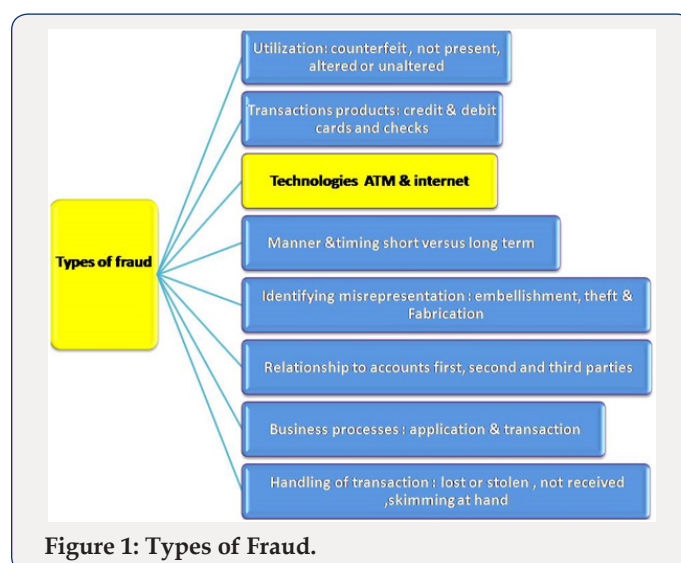 Utilization: counterfeit , not present,
altered or unaltered
Transactions products: credit & debit
cards and checks
Technologies ATM & internet
Types of fraud
Manner &timing short versus long term
Identifying misrepresentation : embellishment, theft &
Fabrication
Relationship to accounts first, second and third parties
Business processes : application & transaction
Handling of transaction : lost or stolen , not received
,skimming at hand
Figure 1: Types of Fraud.